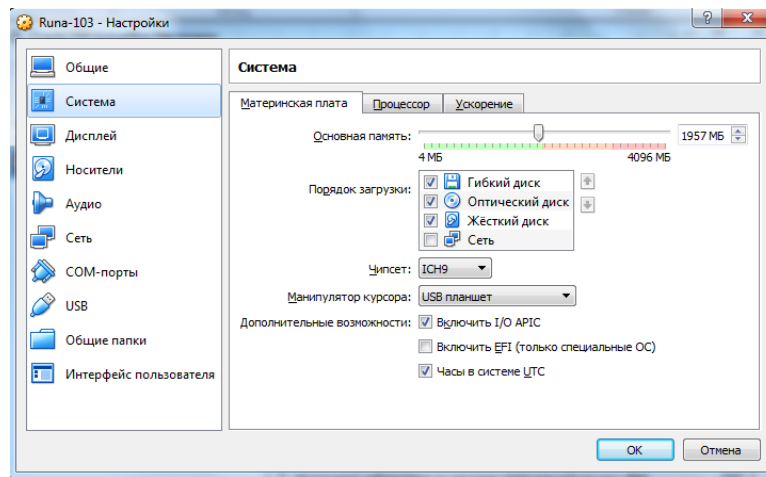 Runa-103 - Настройки
Общие
Система
Дисплей
Носители
Аудио
Сеть
COM-порты
USB
Общие папки
Интерфейс пользователя
Система
Материнская плата Процессор Ускорение
Основная память: 1957 МБ
4 МБ 4096 МБ
Порядок загрузки: Гибкий диск
Оптический диск
Жёсткий диск
Сеть
Чипсет: ICH9
Манипулятор курсора: USB планшет
Дополнительные возможности: Включить I/O APIC
Включить EFI (только специальные ОС)
Часы в системе UTC
OK Отмена